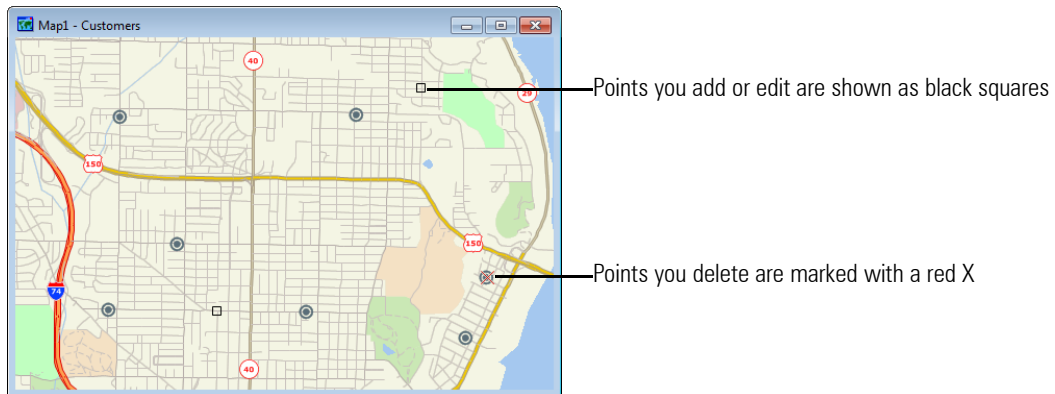 Map1 - Customers
40
Points you add or edit are shown as black squares
29
150
150
Points you delete are marked with a red X
74
40